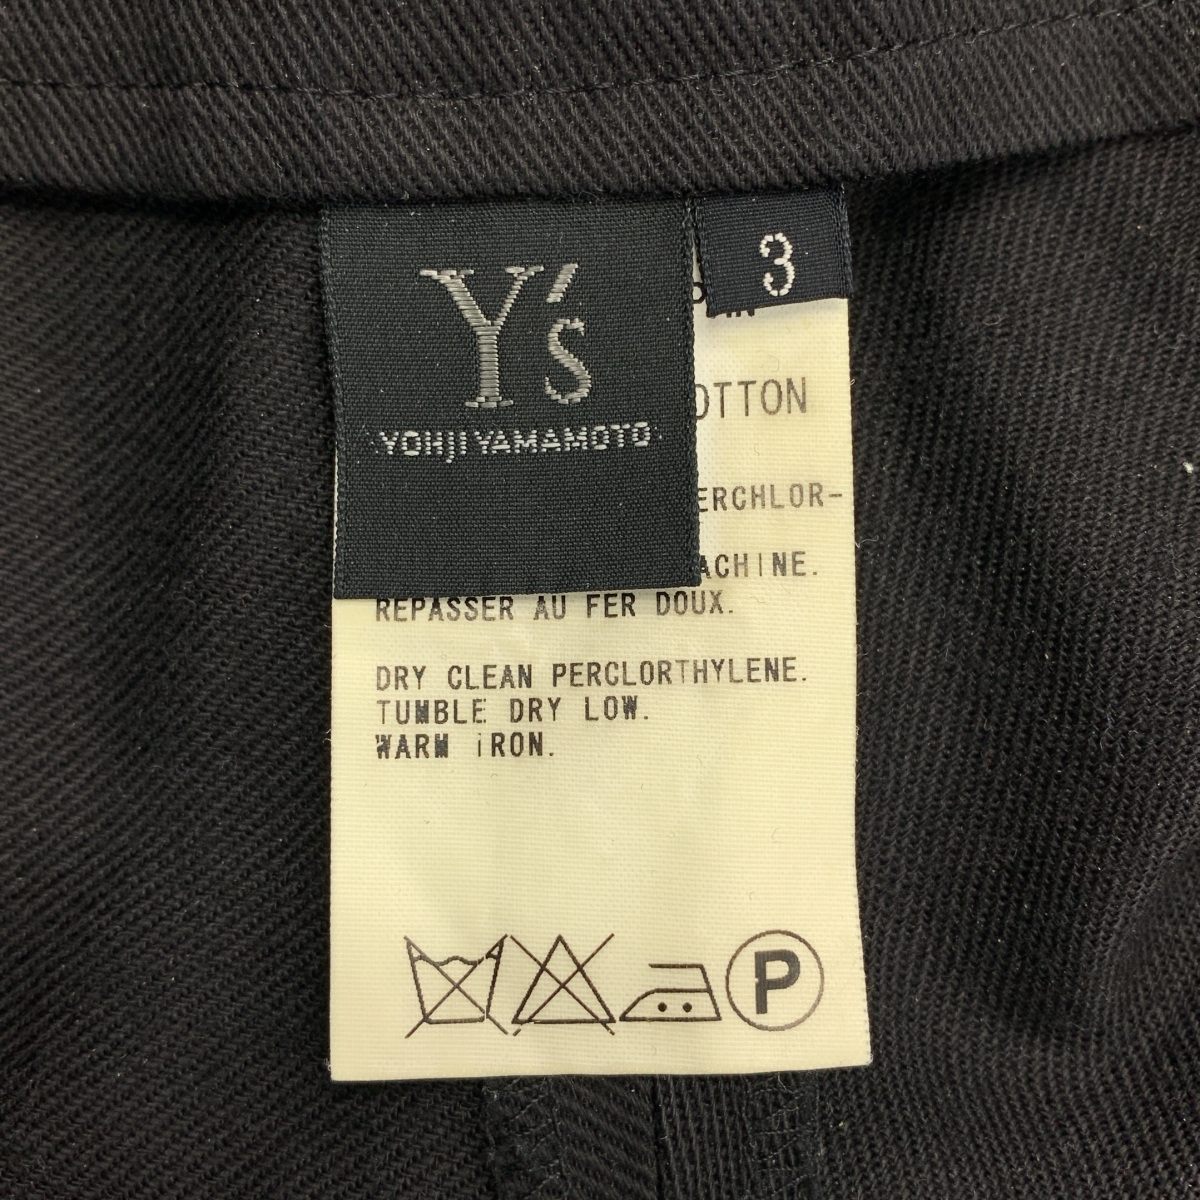 Y's
YOHJI YAMAMOTO
3
OTTON
ERCHLOR-
ACHINE.
REPASSER AU FER DOUX.
DRY CLEAN PERCLORTHYLENE.
TUMBLE DRY LOW.
WARM iRON.
P